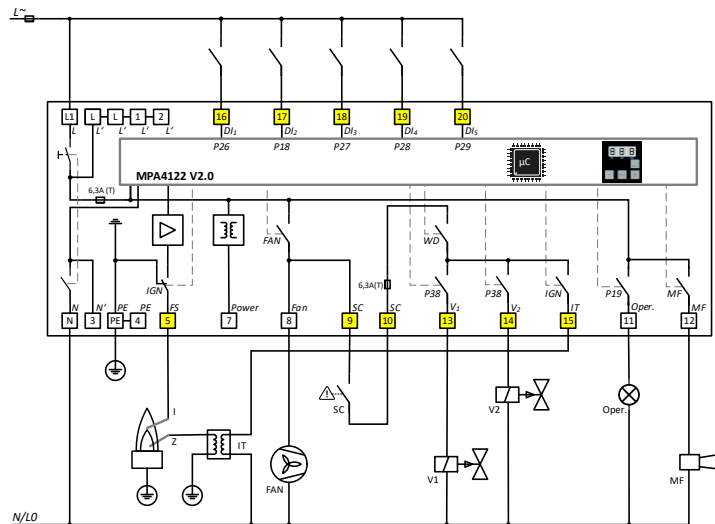 L~
L1 L L 1 2 16 17 18 19 20
L L' L' L' L' DI1 DI2 DI3 DI4 DI5
P26 P18 P27 P28 P29
MPA4122 V2.0
µC
888
6,3A (T)
FAN WD
6,3A(T)
IGN P38 P38 IGN P19 MF
N N' PE PE FS Power Fan SC SC V1 V2 IT Oper. MF
N 3 PE 4 5 7 8 9 10 13 14 15 11 12
SC
I
Z
IT
V2
Oper.
FAN
V1
MF
N/L0